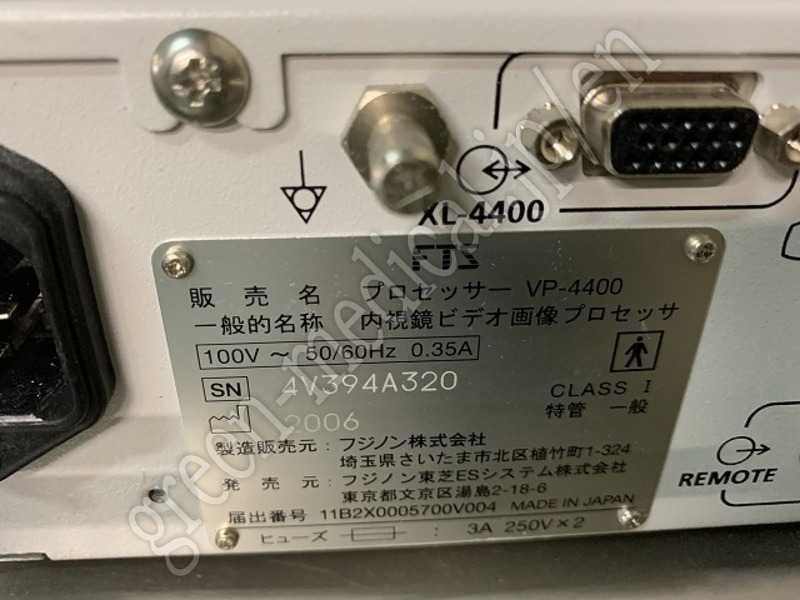 XL-4400
FTS
販売名 プロセッサー VP-4400
一般的名称 内視鏡ビデオ画像プロセッサ
100V ～ 50/60Hz 0.35A
SN 4V394A320
CLASS I
2006
特管 一般
製造販売元：フジノン株式会社
埼玉県さいたま市北区植竹町1-324
発売元：フジノン東芝ESシステム株式会社
東京都文京区湯島2-18-6
届出番号 11B2X0005700V004 MADE IN JAPAN
ヒューズ : 3A 250V×2
REMOTE
green-medical.jp/en